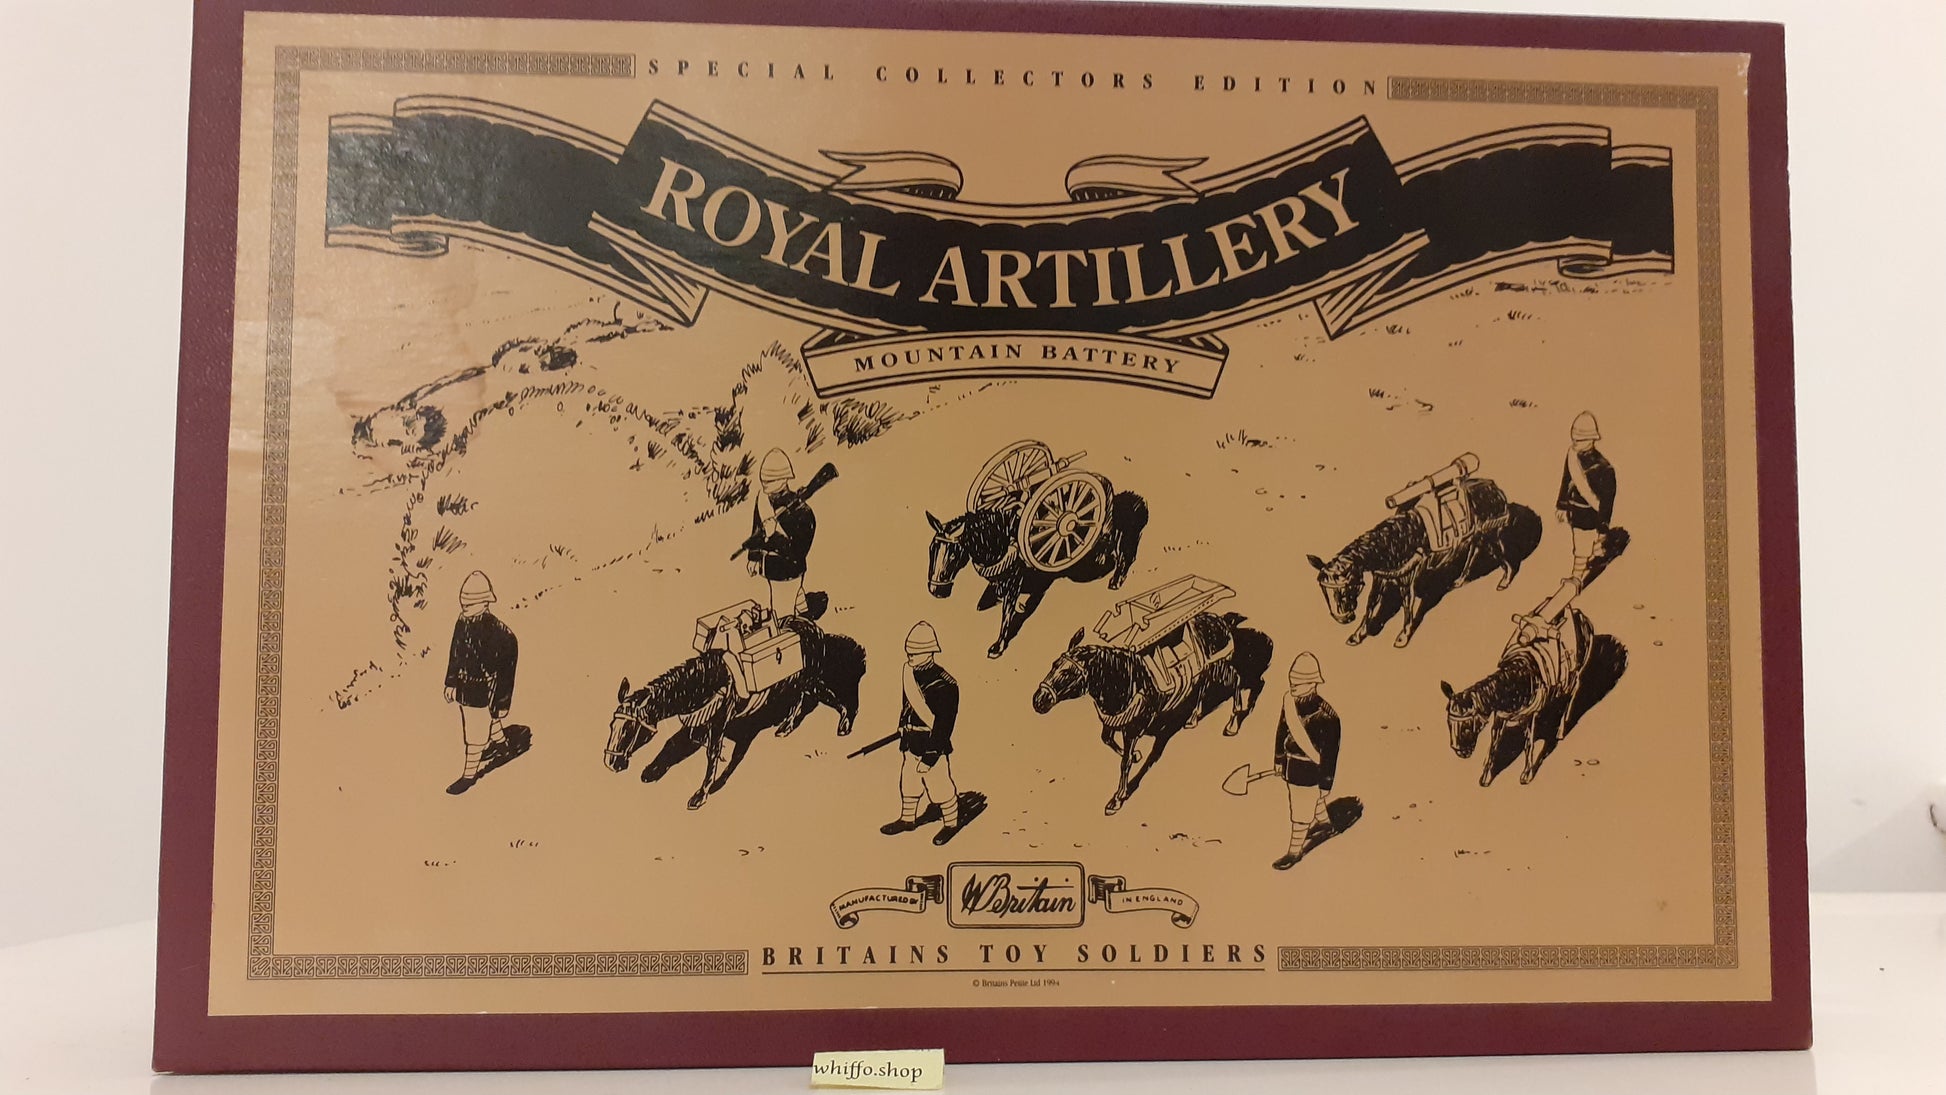 SPECIAL COLLECTORS EDITION
ROYAL ARTILLERY
MOUNTAIN BATTERY
MANUFACTURED BY
W Britain
IN ENGLAND
BRITAINS TOY SOLDIERS
© Britains Petite Ltd 1994
whiffo.shop